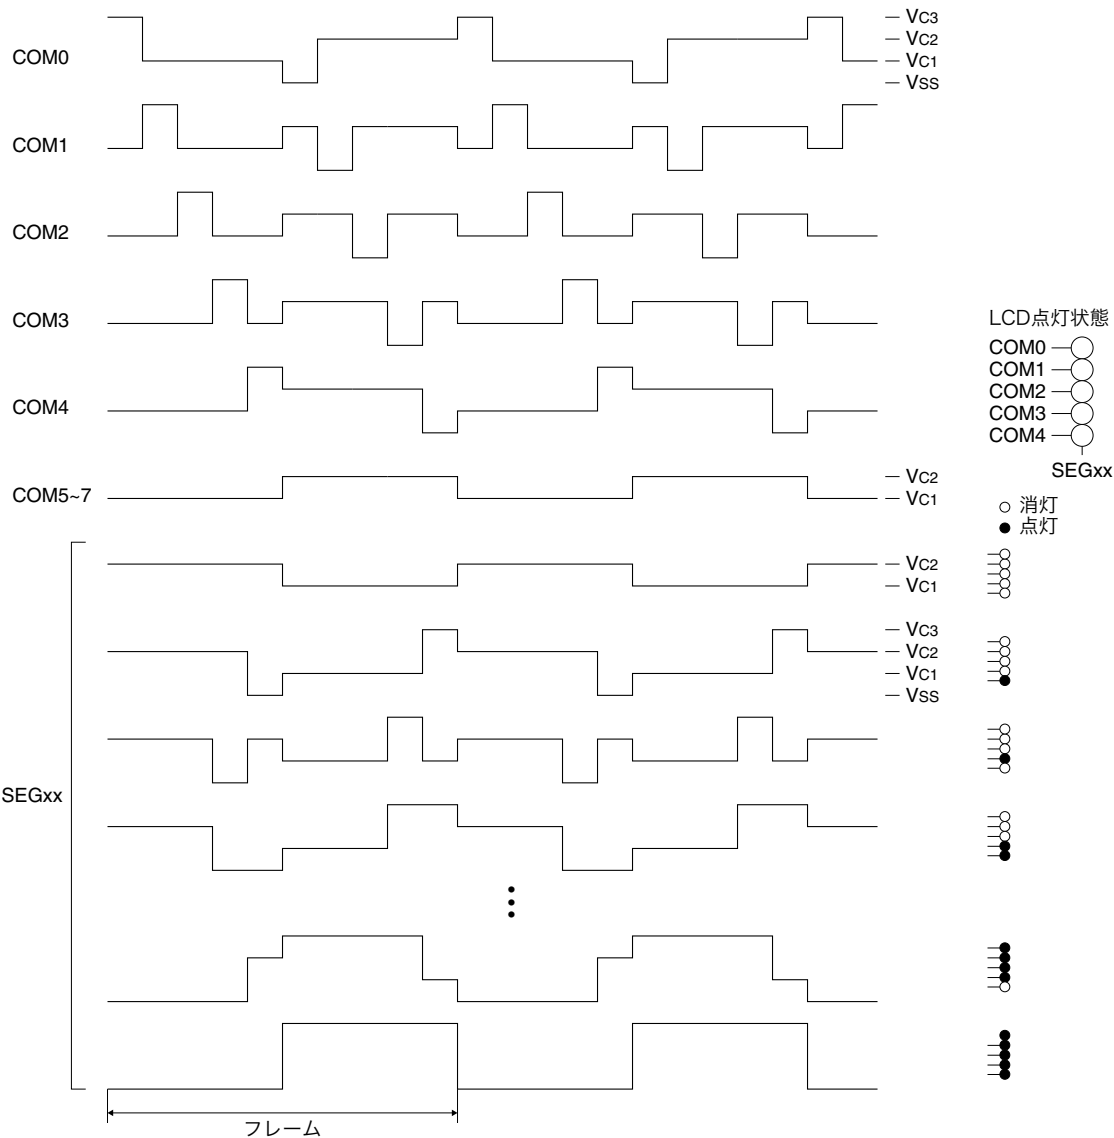 COM0
VC3
VC2
VC1
VSS
COM1
COM2
COM3
COM4
LCD点灯状態
COM0
COM1
COM2
COM3
COM4
SEGxx
COM5~7
VC2
VC1
消灯
点灯
VC2
VC1
VC3
VC2
VC1
VSS
SEGxx
フレーム